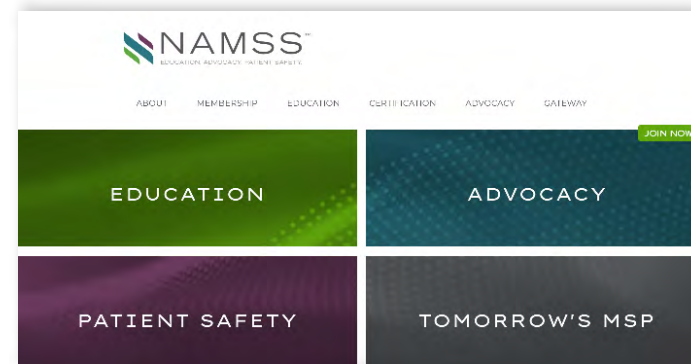 NAMSS™
EDUCATION. ADVOCACY. PATIENT SAFETY.
ABOUT MEMBERSHIP EDUCATION CERTIFICATION ADVOCACY GATEWAY
JOIN NOW
EDUCATION ADVOCACY
PATIENT SAFETY TOMORROW'S MSP